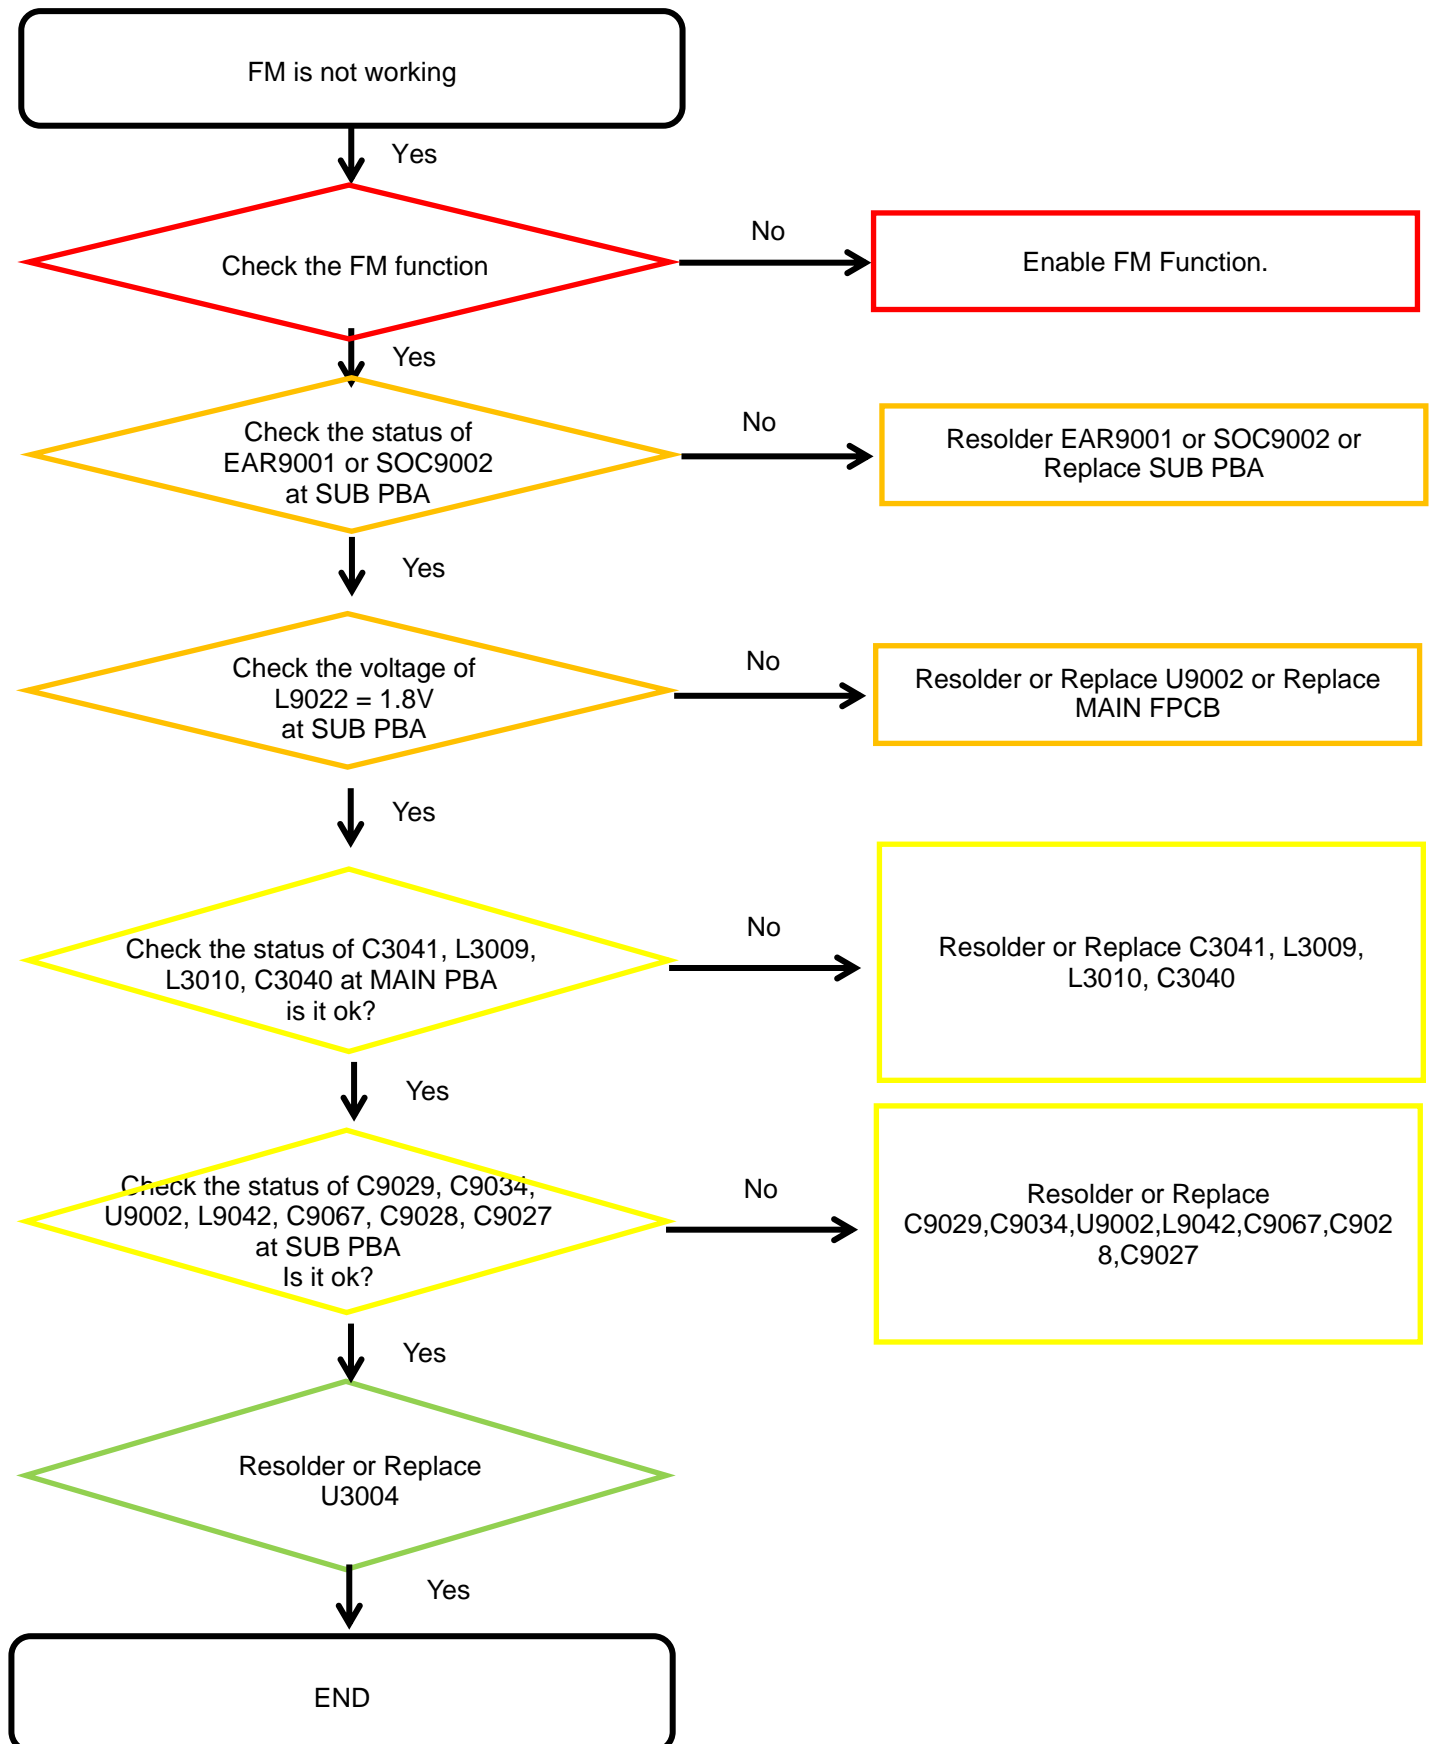 FM is not working
Yes
Check the FM function
No
Enable FM Function.
Yes
Check the status of
EAR9001 or SOC9002
at SUB PBA
No
Resolder EAR9001 or SOC9002 or
Replace SUB PBA
Yes
Check the voltage of
L9022 = 1.8V
at SUB PBA
No
Resolder or Replace U9002 or Replace
MAIN FPCB
Yes
Check the status of C3041, L3009,
L3010, C3040 at MAIN PBA
is it ok?
No
Resolder or Replace C3041, L3009,
L3010, C3040
Yes
Check the status of C9029, C9034,
U9002, L9042, C9067, C9028, C9027
at SUB PBA
Is it ok?
No
Resolder or Replace
C9029,C9034,U9002,L9042,C9067,C902
8,C9027
Yes
Resolder or Replace
U3004
Yes
END